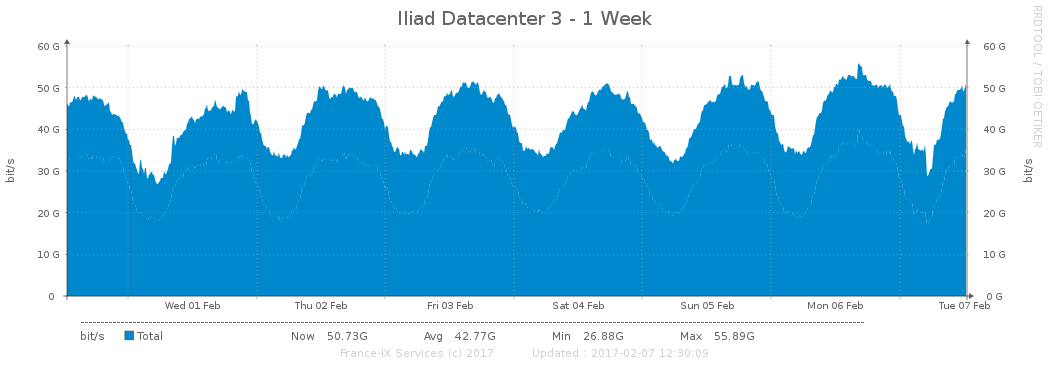 Iliad Datacenter 3 - 1 Week
RRDTOOL / TOBI OETIKER
60 G 60 G
50 G 50 G
40 G 40 G
30 G 30 G
20 G 20 G
10 G 10 G
0 0 G
bit/s bit/s
Wed 01 Feb Thu 02 Feb Fri 03 Feb Sat 04 Feb Sun 05 Feb Mon 06 Feb Tue 07 Feb
bit/s Total Now 50.73G Avg 42.77G Min 26.88G Max 55.89G
France-IX Services (c) 2017 Updated : 2017-02-07 12:30:09